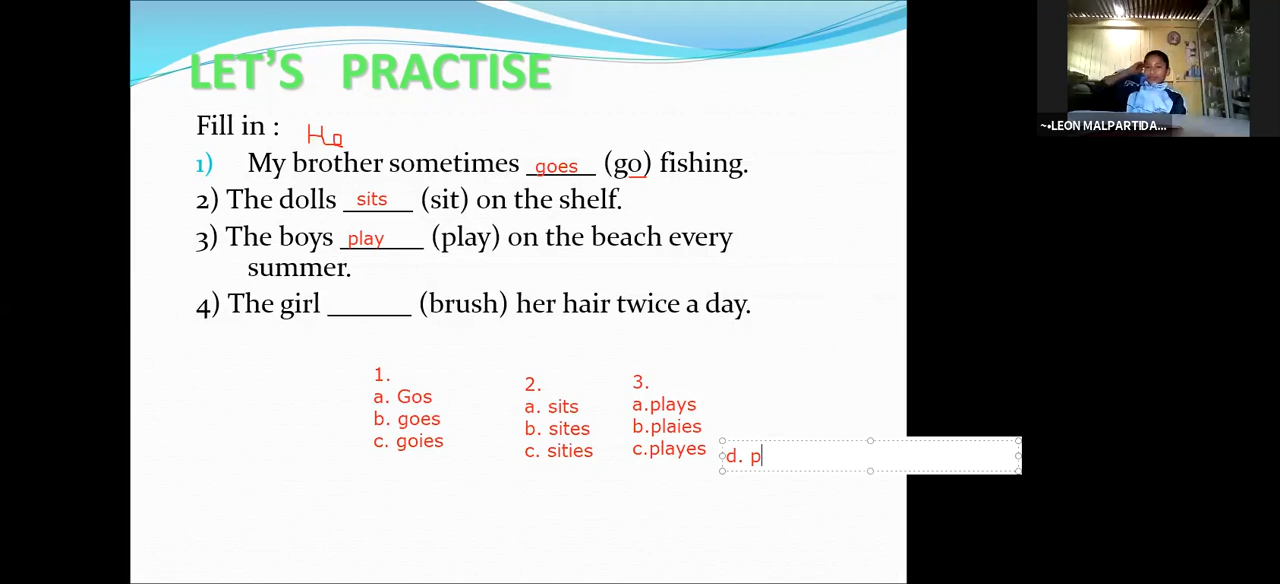 LET'S PRACTISE
~•LEON MALPARTIDA...
Fill in :
He
1) My brother sometimes goes (go) fishing.
2) The dolls sits (sit) on the shelf.
3) The boys play (play) on the beach every
summer.
4) The girl ______ (brush) her hair twice a day.
1.
a. Gos
b. goes
c. goies
2.
a. sits
b. sites
c. sities
3.
a.plays
b.plaies
c.playes
d. p